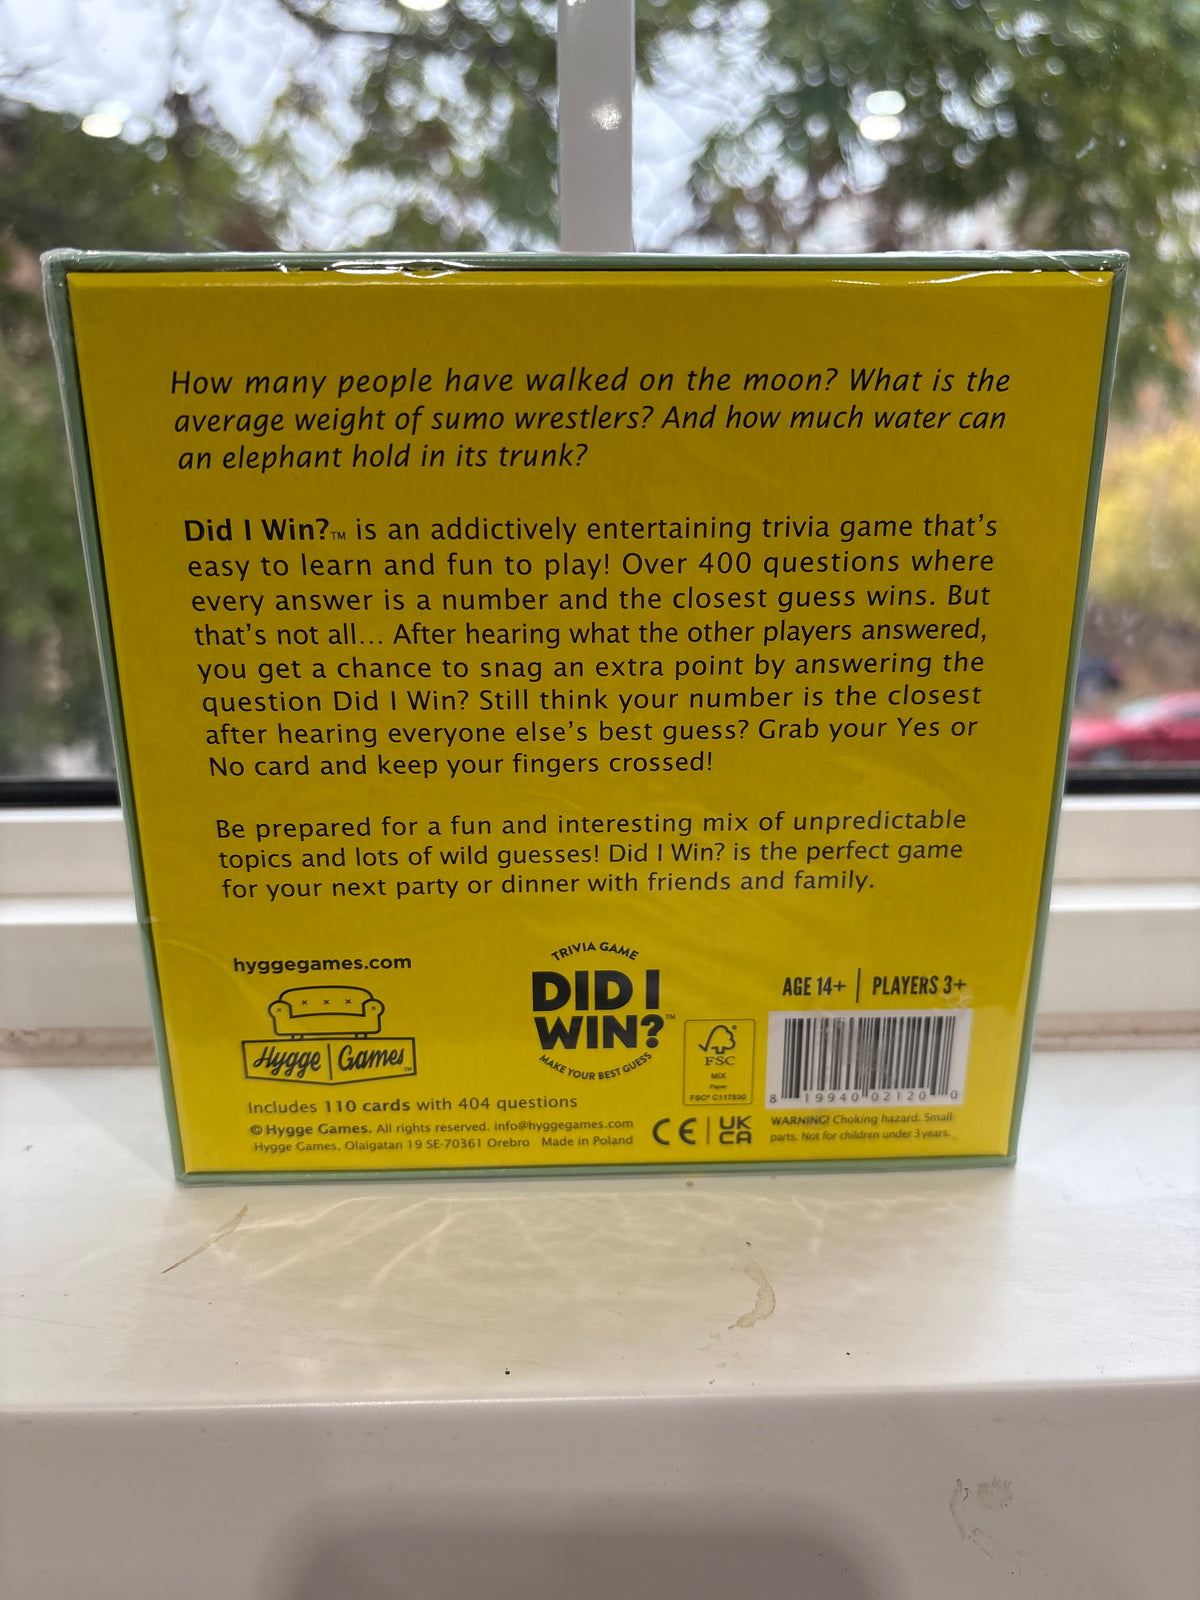 How many people have walked on the moon? What is the
average weight of sumo wrestlers? And how much water can
an elephant hold in its trunk?
Did I Win?™ is an addictively entertaining trivia game that's
easy to learn and fun to play! Over 400 questions where
every answer is a number and the closest guess wins. But
that's not all... After hearing what the other players answered,
you get a chance to snag an extra point by answering the
question Did I Win? Still think your number is the closest
after hearing everyone else's best guess? Grab your Yes or
No card and keep your fingers crossed!
Be prepared for a fun and interesting mix of unpredictable
topics and lots of wild guesses! Did I Win? is the perfect game
for your next party or dinner with friends and family.
hyggegames.com
Hygge | Games™
Includes 110 cards with 404 questions
© Hygge Games. All rights reserved. info@hyggegames.com
Hygge Games, Olaigatan 19 SE-70361 Orebro Made in Poland
TRIVIA GAME
DID I
WIN?™
MAKE YOUR BEST GUESS
FSC
MIX
Paper
FSC® C117530
CE | UK
CA
AGE 14+ | PLAYERS 3+
8 19940 02120 0
WARNING! Choking hazard. Small
parts. Not for children under 3 years.